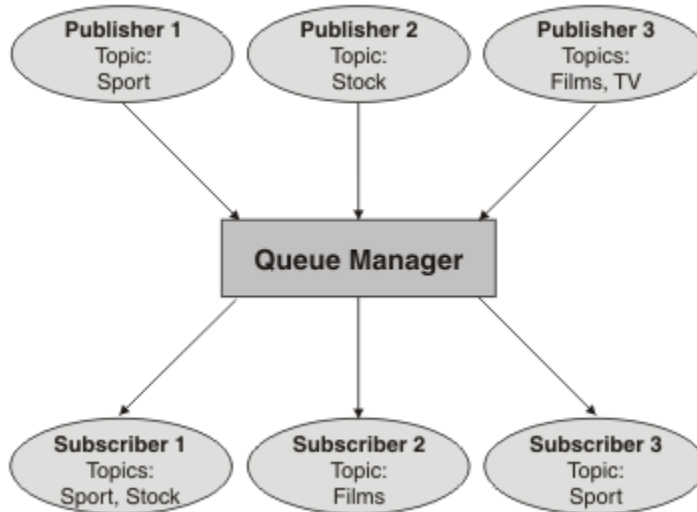 Publisher 1
Topic:
Sport
Publisher 2
Topic:
Stock
Publisher 3
Topics:
Films, TV
Queue Manager
Subscriber 1
Topics:
Sport, Stock
Subscriber 2
Topic:
Films
Subscriber 3
Topic:
Sport